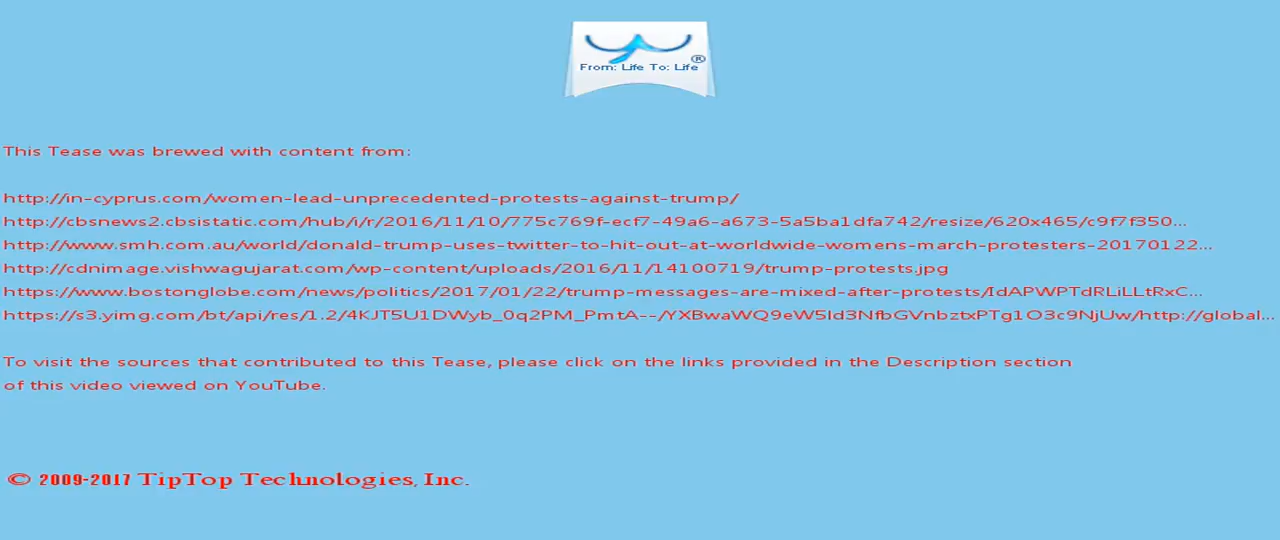 From: Life To: Life ®
This Tease was brewed with content from:
http://in-cyprus.com/women-lead-unprecedented-protests-against-trump/
http://cbsnews2.cbsistatic.com/hub/i/r/2016/11/10/775c769f-ecf7-49a6-a673-5a5ba1dfa742/resize/620x465/c9f7f350...
http://www.smh.com.au/world/donald-trump-uses-twitter-to-hit-out-at-worldwide-womens-march-protesters-20170122...
http://cdnimage.vishwagujarat.com/wp-content/uploads/2016/11/14100719/trump-protests.jpg
https://www.bostonglobe.com/news/politics/2017/01/22/trump-messages-are-mixed-after-protests/IdAPWPTdRLiLLtRxC...
https://s3.yimg.com/bt/api/res/1.2/4KJT5U1DWyb_0q2PM_PmtA--/YXBwaWQ9eW5ld3NfbGVnbztxPTg1O3c9NjUw/http://global...
To visit the sources that contributed to this Tease, please click on the links provided in the Description section
of this video viewed on YouTube.
© 2009-2017 TipTop Technologies, Inc.